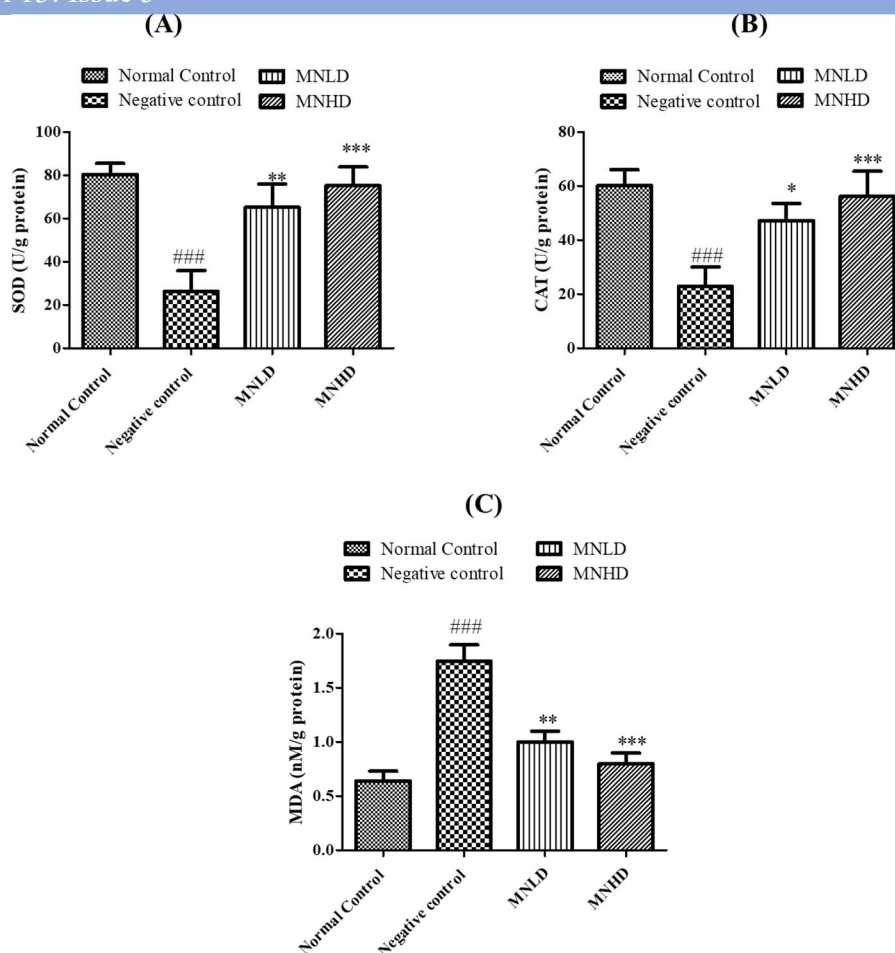 (A)
Normal Control
MNLD
Negative control
MNHD
SOD (U/g protein)
100
80
60
40
20
0
###
**
***
Normal Control
Negative control
MNLD
MNHD
(B)
Normal Control
MNLD
Negative control
MNHD
CAT (U/g protein)
80
60
40
20
0
###
*
***
Normal Control
Negative control
MNLD
MNHD
(C)
Normal Control
MNLD
Negative control
MNHD
MDA (nM/g protein)
2.0
1.5
1.0
0.5
0.0
###
**
***
Normal Control
Negative control
MNLD
MNHD